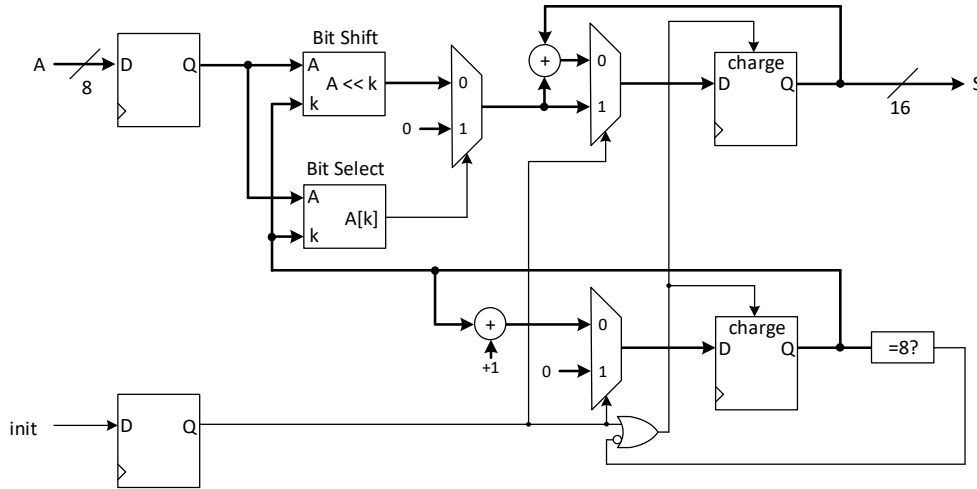 Bit Shift
A
8
D
Q
A
k
A << k
0
1
0
+
0
1
charge
D
Q
16
S
Bit Select
A
k
A[k]
+
+1
0
1
0
charge
D
Q
=8?
init
D
Q